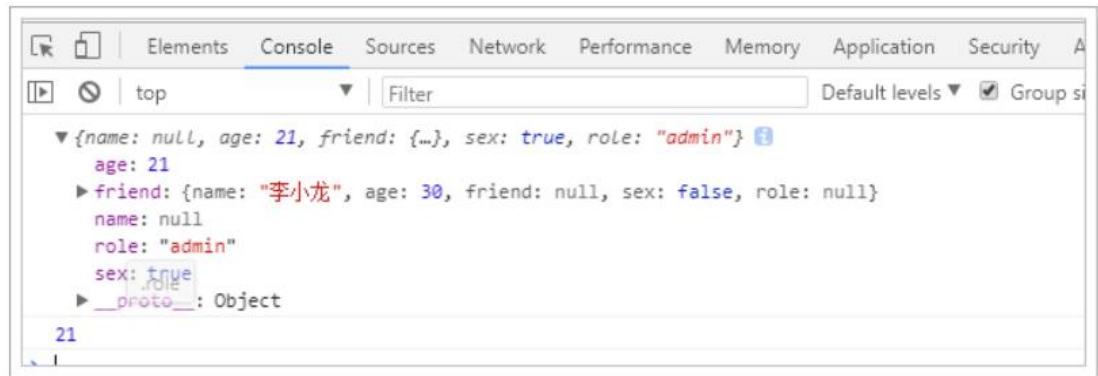 Elements Console Sources Network Performance Memory Application Security A
top ▼ Filter Default levels ▼ Group si
▼ {name: null, age: 21, friend: {…}, sex: true, role: "admin"} i
age: 21
▶ friend: {name: "李小龙", age: 30, friend: null, sex: false, role: null}
name: null
role: "admin"
sex: true
.role
▶ __proto__: Object
21